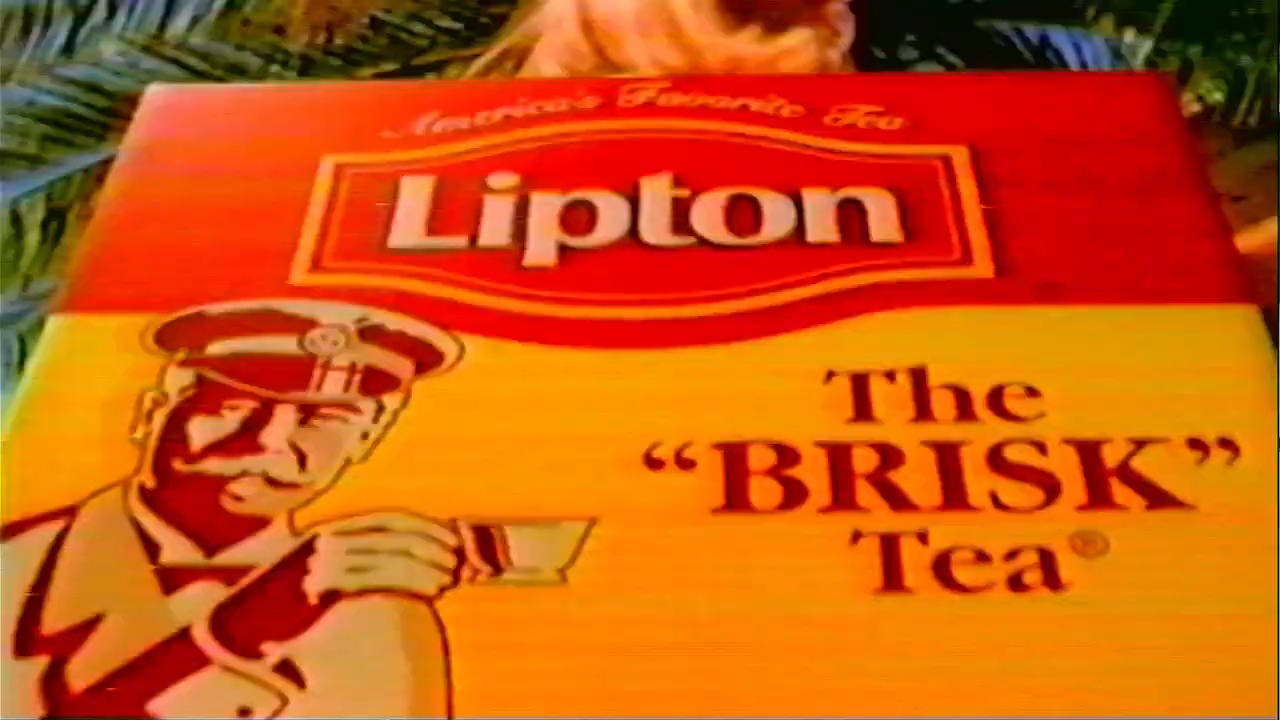 America's Favorite Tea
Lipton
The
“BRISK”
Tea®